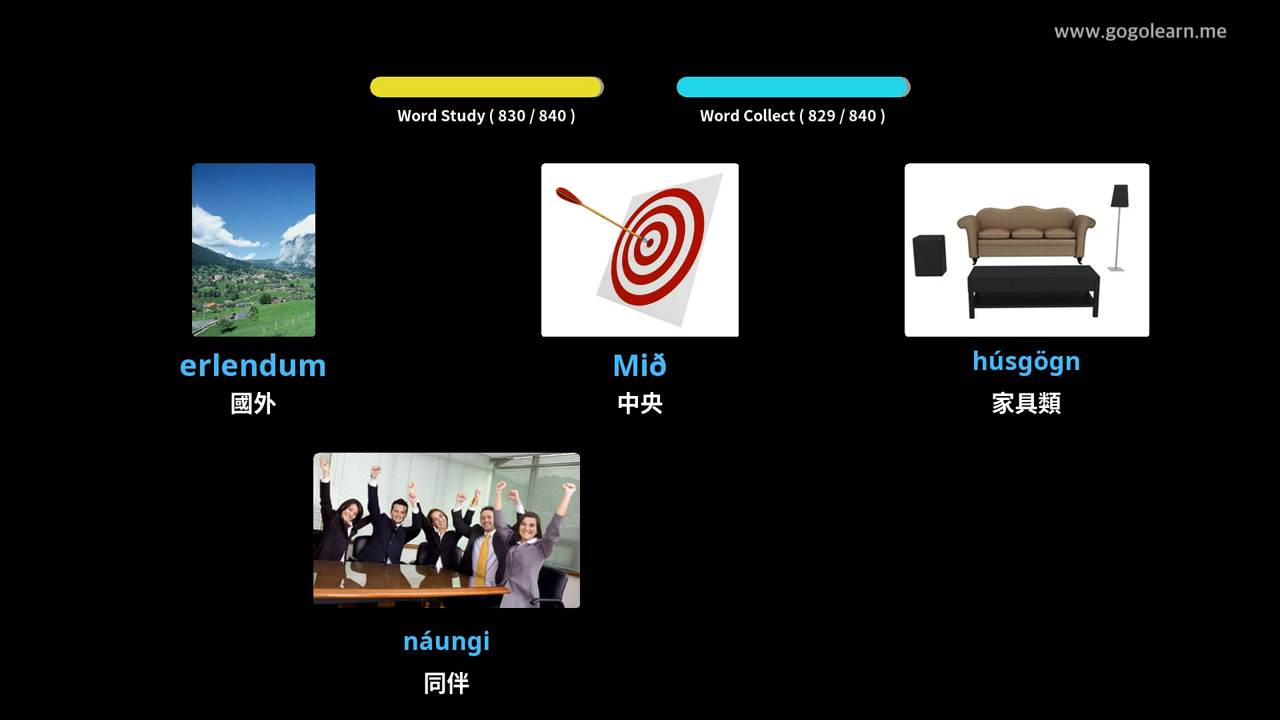 www.gogolearn.me
Word Study ( 830 / 840 )
Word Collect ( 829 / 840 )
erlendum
Mið
húsgögn
國外
中央
家具類
náungi
同伴